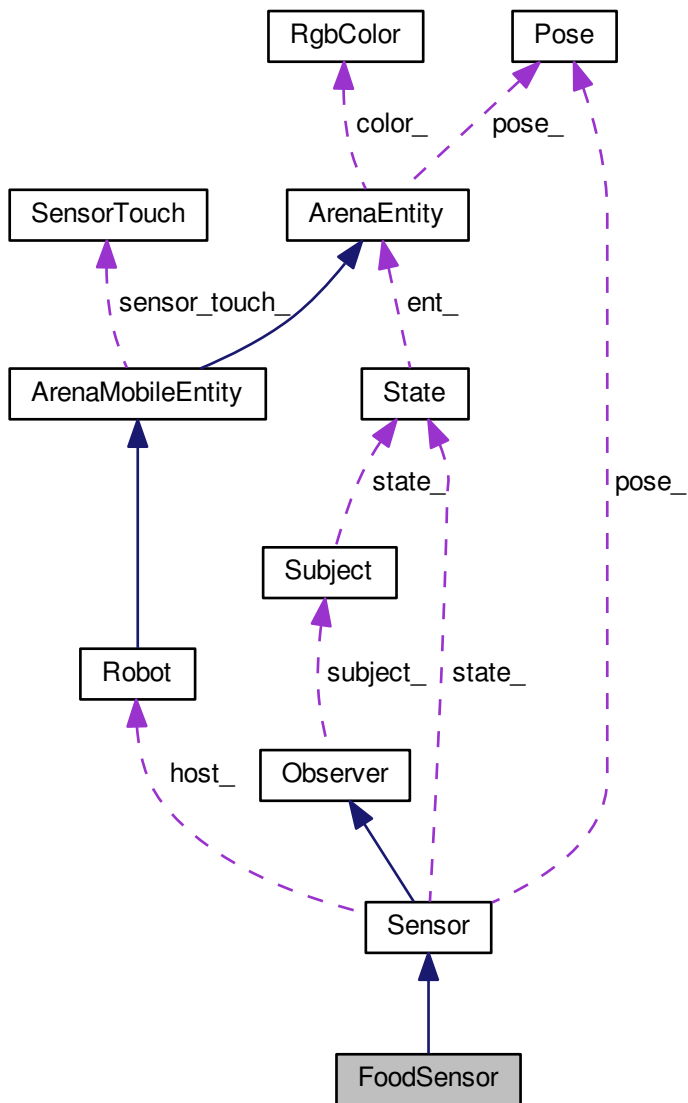 RgbColor
Pose
color_
pose_
SensorTouch
ArenaEntity
sensor_touch_
ent_
ArenaMobileEntity
State
state_
pose_
Subject
Robot
subject_
state_
host_
Observer
Sensor
FoodSensor